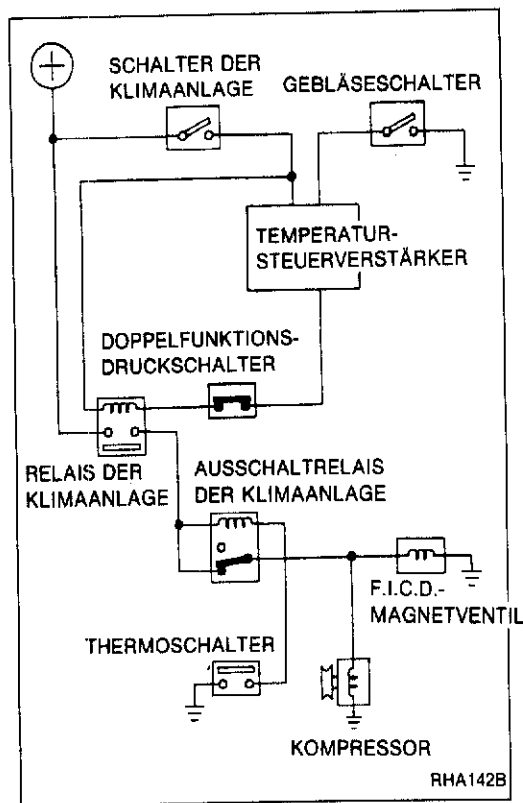 SCHALTER DER
KLIMAANLAGE
GEBLÄSESCHALTER
TEMPERATUR-
STEUERVERSTÄRKER
DOPPELFUNKTIONS-
DRUCKSCHALTER
RELAIS DER
KLIMAANLAGE
AUSSCHALTRELAIS
DER KLIMAANLAGE
F.I.C.D.-
MAGNETVENTIL
THERMOSCHALTER
KOMPRESSOR
RHA142B